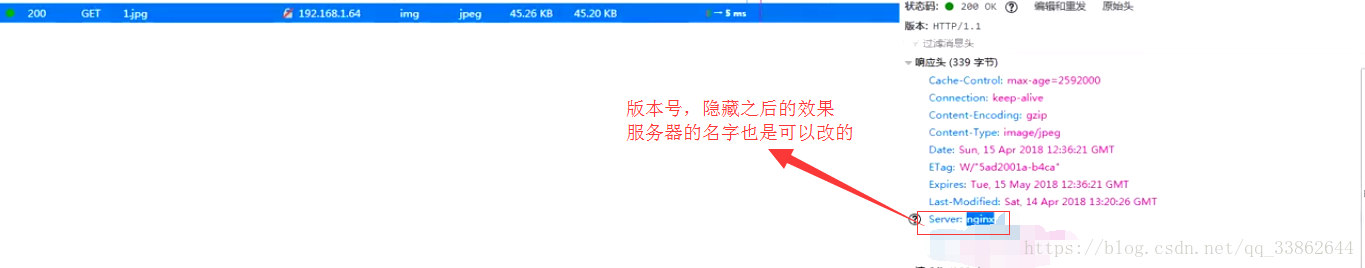 200 GET 1.jpg 192.168.1.64 img jpeg 45.26 KB 45.20 KB → 5 ms
状态码: 200 OK ? 编辑和重发 原始头
版本: HTTP/1.1
过滤消息头
响应头 (339 字节)
Cache-Control: max-age=2592000
Connection: keep-alive
Content-Encoding: gzip
Content-Type: image/jpeg
Date: Sun, 15 Apr 2018 12:36:21 GMT
ETag: W/"5ad2001a-b4ca"
Expires: Tue, 15 May 2018 12:36:21 GMT
Last-Modified: Sat, 14 Apr 2018 13:20:26 GMT
? Server: nginx
版本号，隐藏之后的效果
服务器的名字也是可以改的
https://blog.csdn.net/qq_33862644